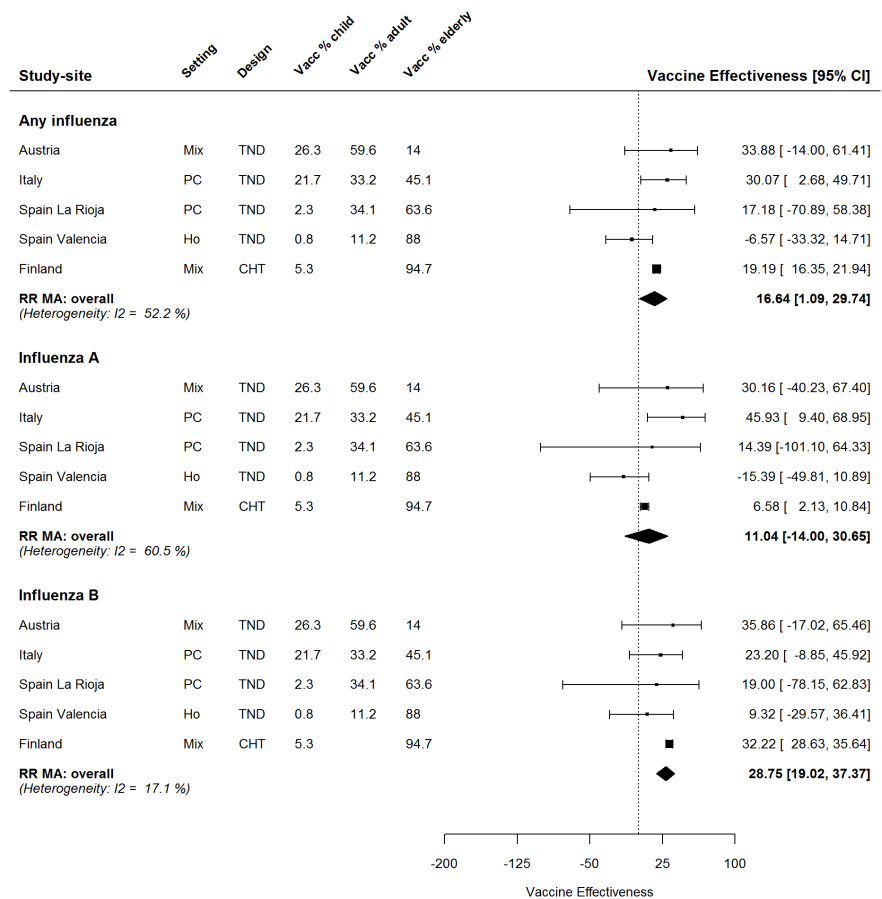 Study-site Setting Design Vacc % child Vacc % adult Vacc % elderly Vaccine Effectiveness [95% CI]
Any influenza
Austria Mix TND 26.3 59.6 14 33.88 [ -14.00, 61.41]
Italy PC TND 21.7 33.2 45.1 30.07 [ 2.68, 49.71]
Spain La Rioja PC TND 2.3 34.1 63.6 17.18 [ -70.89, 58.38]
Spain Valencia Ho TND 0.8 11.2 88 -6.57 [ -33.32, 14.71]
Finland Mix CHT 5.3 94.7 19.19 [ 16.35, 21.94]
RR MA: overall 16.64 [1.09, 29.74]
(Heterogeneity: I2 = 52.2 %)
Influenza A
Austria Mix TND 26.3 59.6 14 30.16 [ -40.23, 67.40]
Italy PC TND 21.7 33.2 45.1 45.93 [ 9.40, 68.95]
Spain La Rioja PC TND 2.3 34.1 63.6 14.39 [-101.10, 64.33]
Spain Valencia Ho TND 0.8 11.2 88 -15.39 [ -49.81, 10.89]
Finland Mix CHT 5.3 94.7 6.58 [ 2.13, 10.84]
RR MA: overall 11.04 [-14.00, 30.65]
(Heterogeneity: I2 = 60.5 %)
Influenza B
Austria Mix TND 26.3 59.6 14 35.86 [ -17.02, 65.46]
Italy PC TND 21.7 33.2 45.1 23.20 [ -8.85, 45.92]
Spain La Rioja PC TND 2.3 34.1 63.6 19.00 [ -78.15, 62.83]
Spain Valencia Ho TND 0.8 11.2 88 9.32 [ -29.57, 36.41]
Finland Mix CHT 5.3 94.7 32.22 [ 28.63, 35.64]
RR MA: overall 28.75 [19.02, 37.37]
(Heterogeneity: I2 = 17.1 %)
-200 -125 -50 25 100
Vaccine Effectiveness